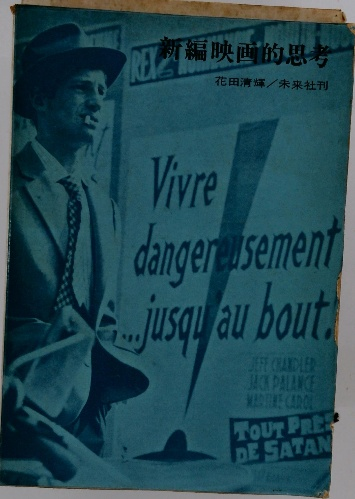 新編映画的思考
花田清輝／未来社刊
REX
Vivre
dangereusement
...jusqu'au bout!
JEFF CHANDLER
JACK PALANCE
MARTINE CAROL
TOUT PRÈS
DE SATAN